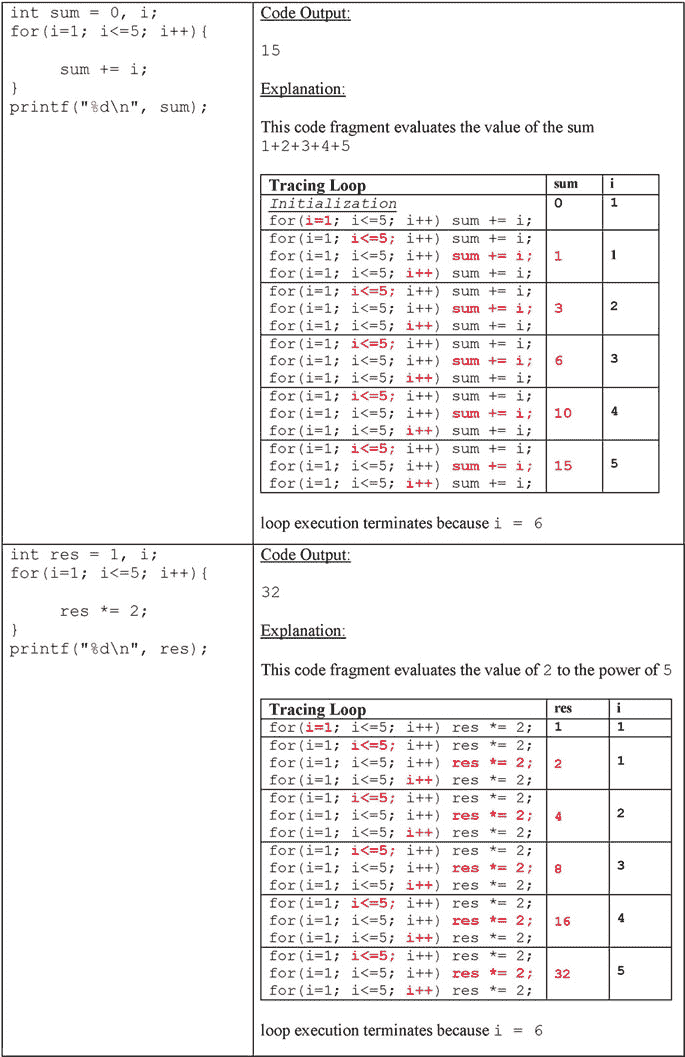 int sum = 0, i;
for(i=1; i<=5; i++){
sum += i;
}
printf("%d\n", sum);
Code Output:
15
Explanation:
This code fragment evaluates the value of the sum
1+2+3+4+5
Tracing Loop sum i
Initialization 0 1
for(i=1; i<=5; i++) sum += i;
for(i=1; i<=5; i++) sum += i;
for(i=1; i<=5; i++) sum += i; 1 1
for(i=1; i<=5; i++) sum += i;
for(i=1; i<=5; i++) sum += i;
for(i=1; i<=5; i++) sum += i; 3 2
for(i=1; i<=5; i++) sum += i;
for(i=1; i<=5; i++) sum += i;
for(i=1; i<=5; i++) sum += i; 6 3
for(i=1; i<=5; i++) sum += i;
for(i=1; i<=5; i++) sum += i;
for(i=1; i<=5; i++) sum += i; 10 4
for(i=1; i<=5; i++) sum += i;
for(i=1; i<=5; i++) sum += i;
for(i=1; i<=5; i++) sum += i; 15 5
for(i=1; i<=5; i++) sum += i;
loop execution terminates because i = 6
int res = 1, i;
for(i=1; i<=5; i++){
res *= 2;
}
printf("%d\n", res);
Code Output:
32
Explanation:
This code fragment evaluates the value of 2 to the power of 5
Tracing Loop res i
for(i=1; i<=5; i++) res *= 2; 1 1
for(i=1; i<=5; i++) res *= 2;
for(i=1; i<=5; i++) res *= 2; 2 1
for(i=1; i<=5; i++) res *= 2;
for(i=1; i<=5; i++) res *= 2;
for(i=1; i<=5; i++) res *= 2; 4 2
for(i=1; i<=5; i++) res *= 2;
for(i=1; i<=5; i++) res *= 2;
for(i=1; i<=5; i++) res *= 2; 8 3
for(i=1; i<=5; i++) res *= 2;
for(i=1; i<=5; i++) res *= 2;
for(i=1; i<=5; i++) res *= 2; 16 4
for(i=1; i<=5; i++) res *= 2;
for(i=1; i<=5; i++) res *= 2;
for(i=1; i<=5; i++) res *= 2; 32 5
for(i=1; i<=5; i++) res *= 2;
loop execution terminates because i = 6